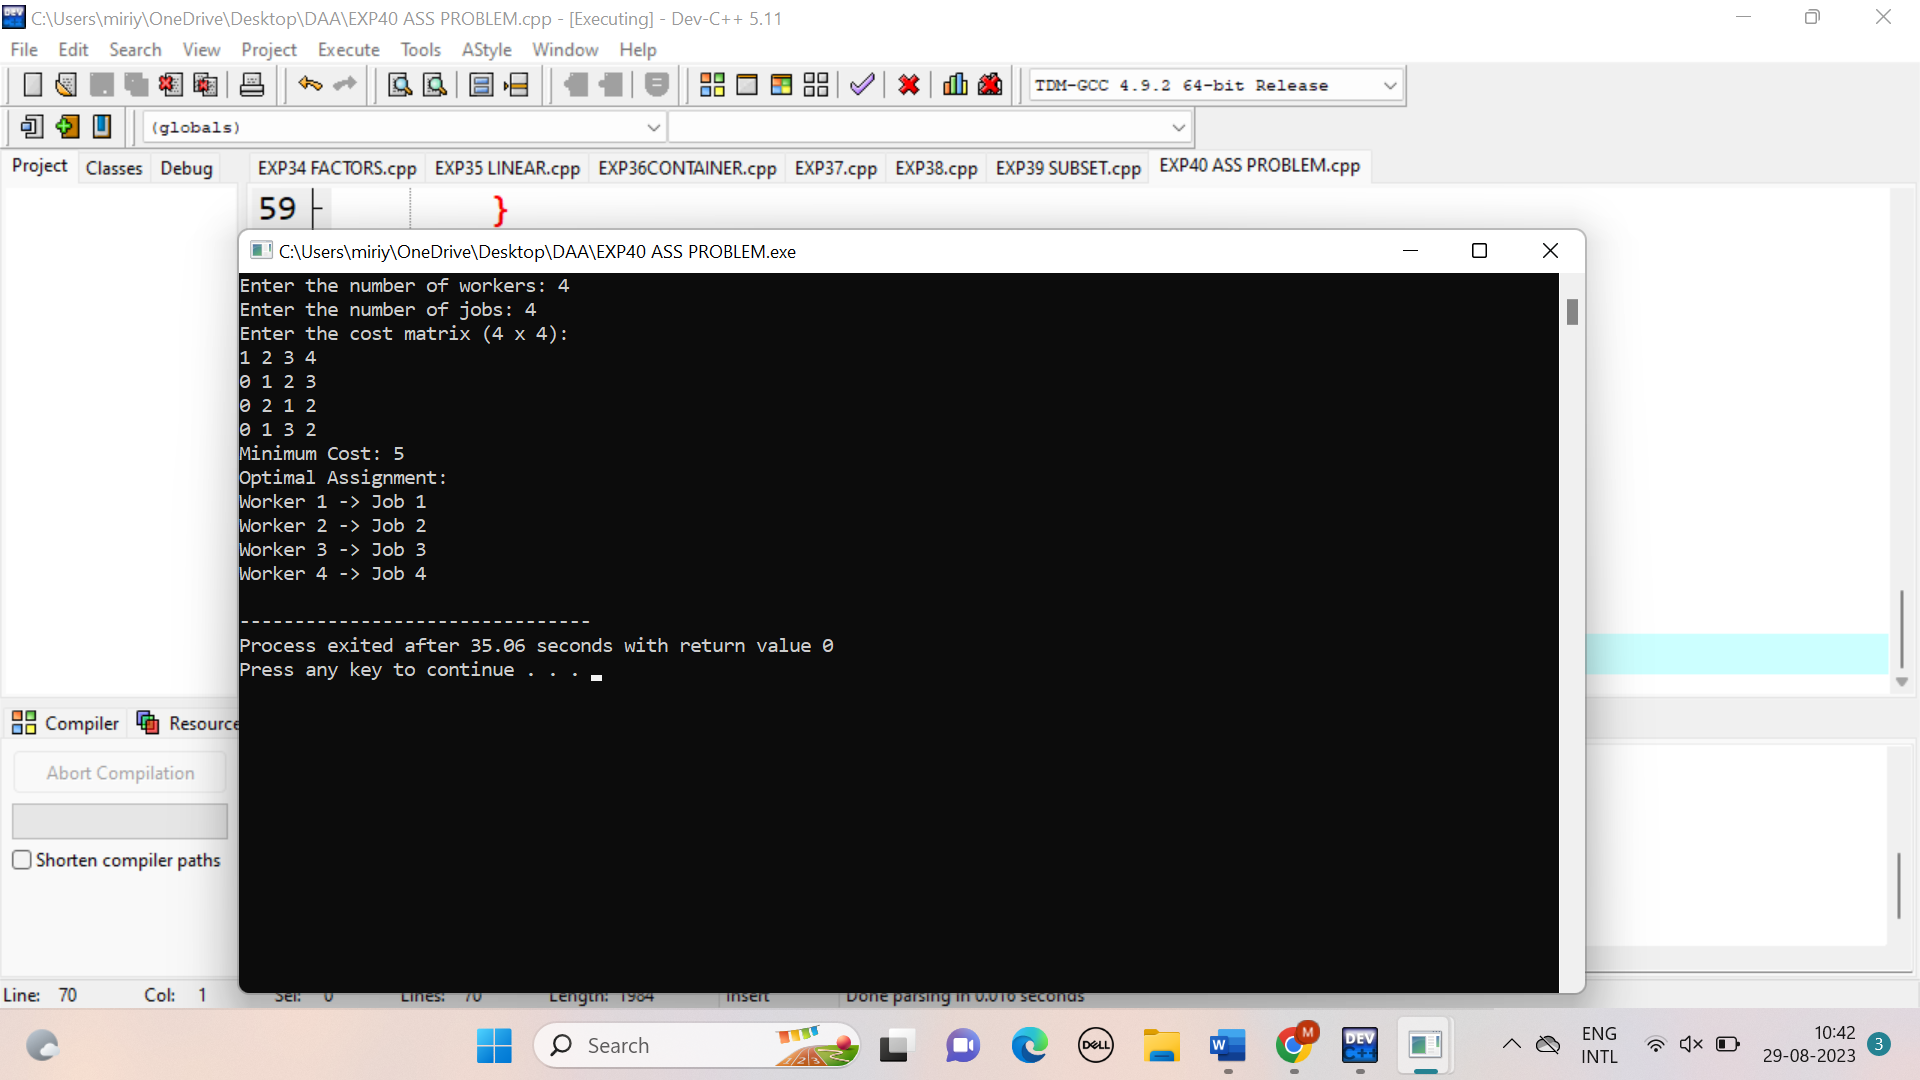 C:\Users\miriy\OneDrive\Desktop\DAA\EXP40 ASS PROBLEM.cpp - [Executing] - Dev-C++ 5.11
File Edit Search View Project Execute Tools AStyle Window Help
TDM-GCC 4.9.2 64-bit Release
(globals)
Project Classes Debug EXP34 FACTORS.cpp EXP35 LINEAR.cpp EXP36CONTAINER.cpp EXP37.cpp EXP38.cpp EXP39 SUBSET.cpp EXP40 ASS PROBLEM.cpp
59 }
C:\Users\miriy\OneDrive\Desktop\DAA\EXP40 ASS PROBLEM.exe
Enter the number of workers: 4
Enter the number of jobs: 4
Enter the cost matrix (4 x 4):
1 2 3 4
0 1 2 3
0 2 1 2
0 1 3 2
Minimum Cost: 5
Optimal Assignment:
Worker 1 -> Job 1
Worker 2 -> Job 2
Worker 3 -> Job 3
Worker 4 -> Job 4
--------------------------------
Process exited after 35.06 seconds with return value 0
Press any key to continue . . .
Compiler Resource
Abort Compilation
Shorten compiler paths
Line: 70 Col: 1 Sel: 0 Lines: 70 Length: 1984 Insert Done parsing in 0.016 seconds
Search
DELL
W
M
DEV C++
ENG
INTL
10:42
29-08-2023
3